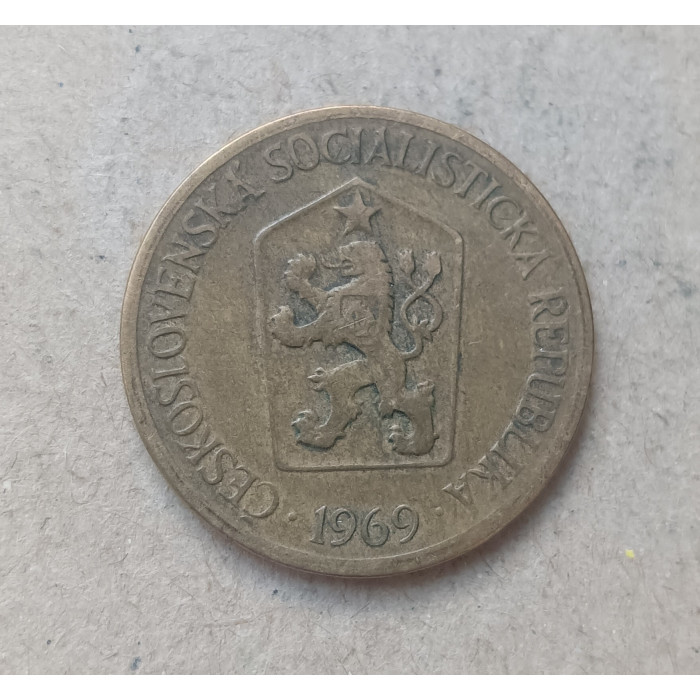 ČESKOSLOVENSKÁ SOCIALISTICKÁ REPUBLIKA
· 1969 ·